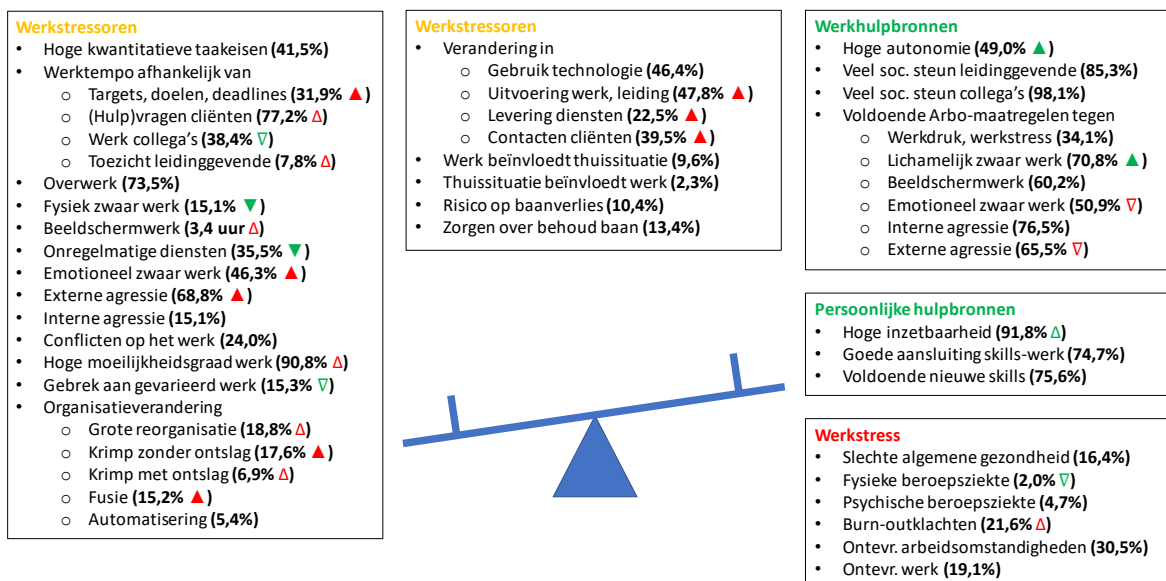 Werkstressoren
• Hoge kwantitatieve taakeisen (41,5%)
• Werktempo afhankelijk van
o Targets, doelen, deadlines (31,9% ▲)
o (Hulp)vragen cliënten (77,2% Δ)
o Werk collega's (38,4% ∇)
o Toezicht leidinggevende (7,8% Δ)
• Overwerk (73,5%)
• Fysiek zwaar werk (15,1% ▼)
• Beeldschermwerk (3,4 uur Δ)
• Onregelmatige diensten (35,5% ▼)
• Emotioneel zwaar werk (46,3% ▲)
• Externe agressie (68,8% ▲)
• Interne agressie (15,1%)
• Conflicten op het werk (24,0%)
• Hoge moeilijkheidsgraad werk (90,8% Δ)
• Gebrek aan gevarieerd werk (15,3% ∇)
• Organisatieverandering
o Grote reorganisatie (18,8% Δ)
o Krimp zonder ontslag (17,6% ▲)
o Krimp met ontslag (6,9% Δ)
o Fusie (15,2% ▲)
o Automatisering (5,4%)
Werkstressoren
• Verandering in
o Gebruik technologie (46,4%)
o Uitvoering werk, leiding (47,8% ▲)
o Levering diensten (22,5% ▲)
o Contacten cliënten (39,5% ▲)
• Werk beïnvloedt thuissituatie (9,6%)
• Thuissituatie beïnvloedt werk (2,3%)
• Risico op baanverlies (10,4%)
• Zorgen over behoud baan (13,4%)
Werkhulpbronnen
• Hoge autonomie (49,0% ▲)
• Veel soc. steun leidinggevende (85,3%)
• Veel soc. steun collega's (98,1%)
• Voldoende Arbo-maatregelen tegen
o Werkdruk, werkstress (34,1%)
o Lichamelijk zwaar werk (70,8% ▲)
o Beeldschermwerk (60,2%)
o Emotioneel zwaar werk (50,9% ∇)
o Interne agressie (76,5%)
o Externe agressie (65,5% ∇)
Persoonlijke hulpbronnen
• Hoge inzetbaarheid (91,8% Δ)
• Goede aansluiting skills-werk (74,7%)
• Voldoende nieuwe skills (75,6%)
Werkstress
• Slechte algemene gezondheid (16,4%)
• Fysieke beroepsziekte (2,0% ∇)
• Psychische beroepsziekte (4,7%)
• Burn-outklachten (21,6% Δ)
• Ontevr. arbeidsomstandigheden (30,5%)
• Ontevr. werk (19,1%)